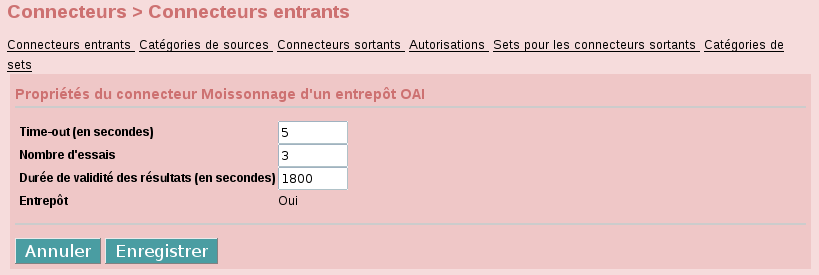 Connecteurs > Connecteurs entrants
Connecteurs entrants Catégories de sources Connecteurs sortants Autorisations Sets pour les connecteurs sortants Catégories de
sets
Propriétés du connecteur Moissonnage d'un entrepôt OAI
Time-out (en secondes) 5
Nombre d'essais 3
Durée de validité des résultats (en secondes) 1800
Entrepôt Oui
Annuler Enregistrer